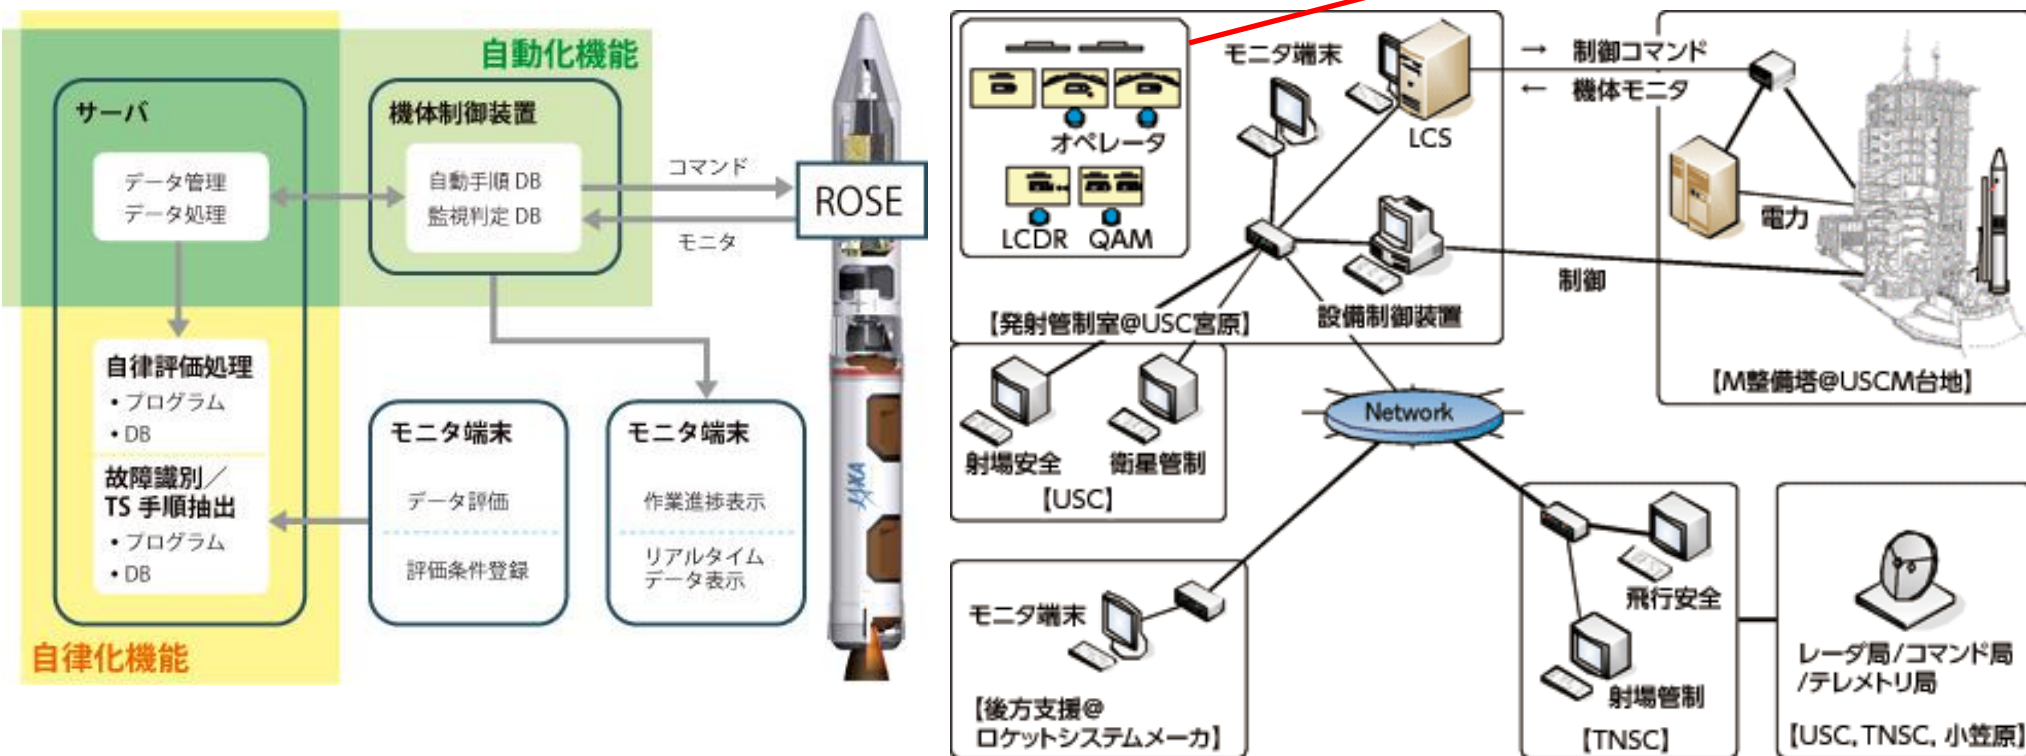 自動化機能
サーバ
データ管理
データ処理
機体制御装置
自動手順 DB
監視判定 DB
コマンド
モニタ
ROSE
自律評価処理
• プログラム
• DB
故障識別／
TS 手順抽出
• プログラム
• DB
モニタ端末
データ評価
評価条件登録
モニタ端末
作業進捗表示
リアルタイム
データ表示
自律化機能
JAXA
オペレータ
LCDR
QAM
モニタ端末
LCS
設備制御装置
【発射管制室@USC宮原】
→ 制御コマンド
← 機体モニタ
電力
制御
【M整備塔@USCM台地】
射場安全
衛星管制
【USC】
Network
モニタ端末
【後方支援@
ロケットシステムメーカ】
飛行安全
射場管制
【TNSC】
レーダ局/コマンド局
/テレメトリ局
【USC, TNSC, 小笠原】